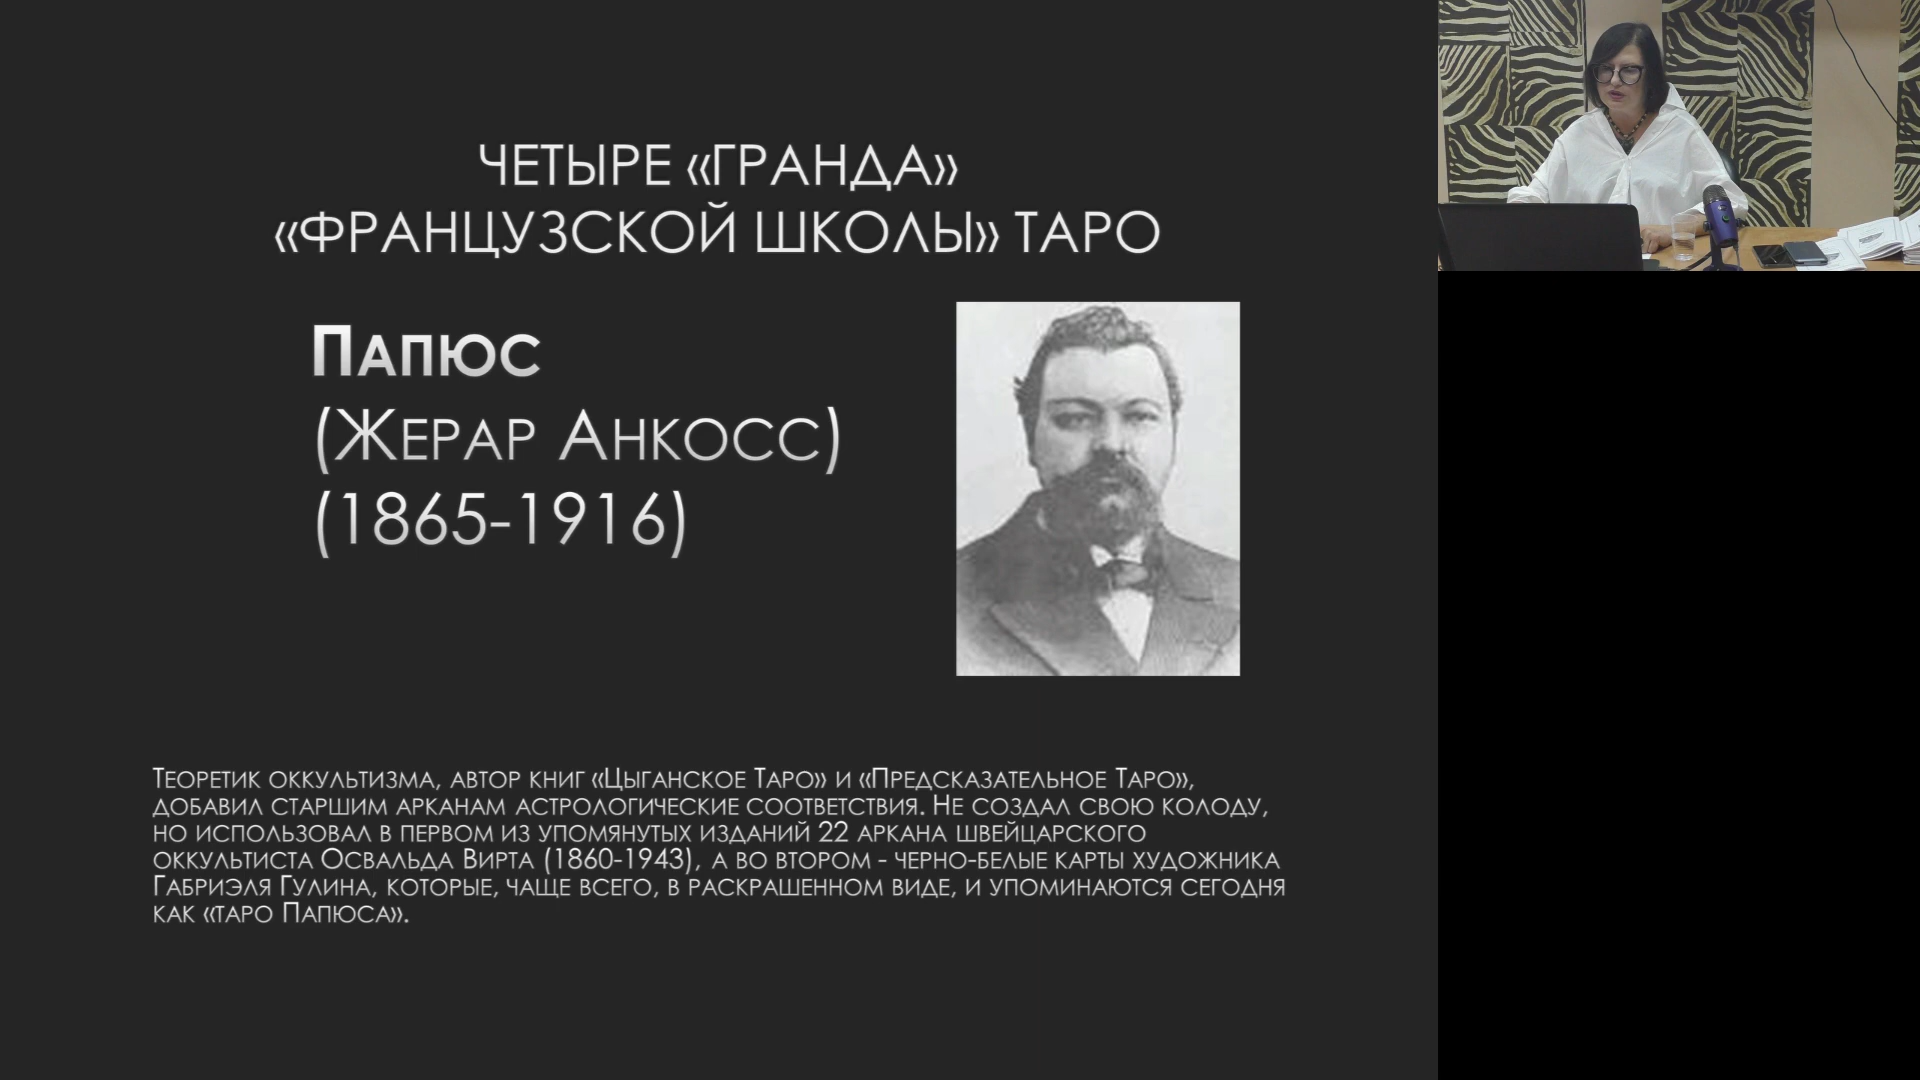 ЧЕТЫРЕ «ГРАНДА»
«ФРАНЦУЗСКОЙ ШКОЛЫ» ТАРО
Папюс
(Жерар Анкосс)
(1865-1916)
Теоретик оккультизма, автор книг «Цыганское Таро» и «Предсказательное Таро»,
добавил старшим арканам астрологические соответствия. Не создал свою колоду,
но использовал в первом из упомянутых изданий 22 аркана швейцарского
оккультиста Освальда Вирта (1860-1943), а во втором - черно-белые карты художника
Габриэля Гулина, которые, чаще всего, в раскрашенном виде, и упоминаются сегодня
как «таро Папюса».